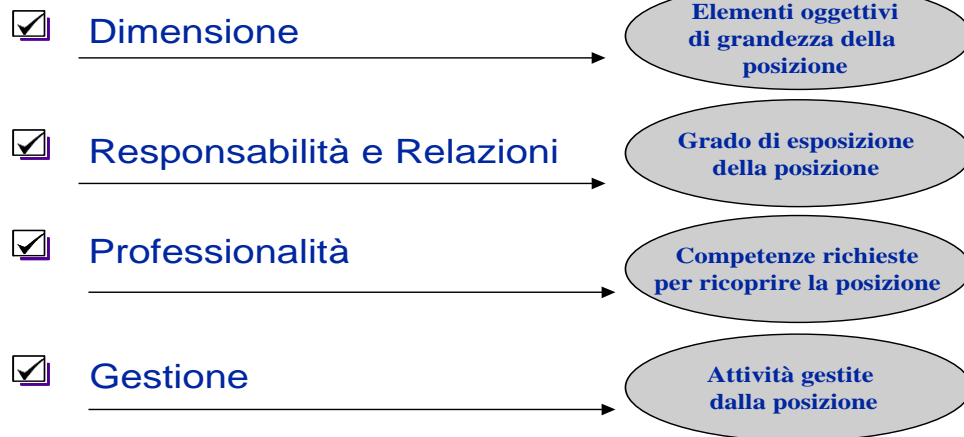 Dimensione
Elementi oggettivi
di grandezza della
posizione
Responsabilità e Relazioni
Grado di esposizione
della posizione
Professionalità
Competenze richieste
per ricoprire la posizione
Gestione
Attività gestite
dalla posizione